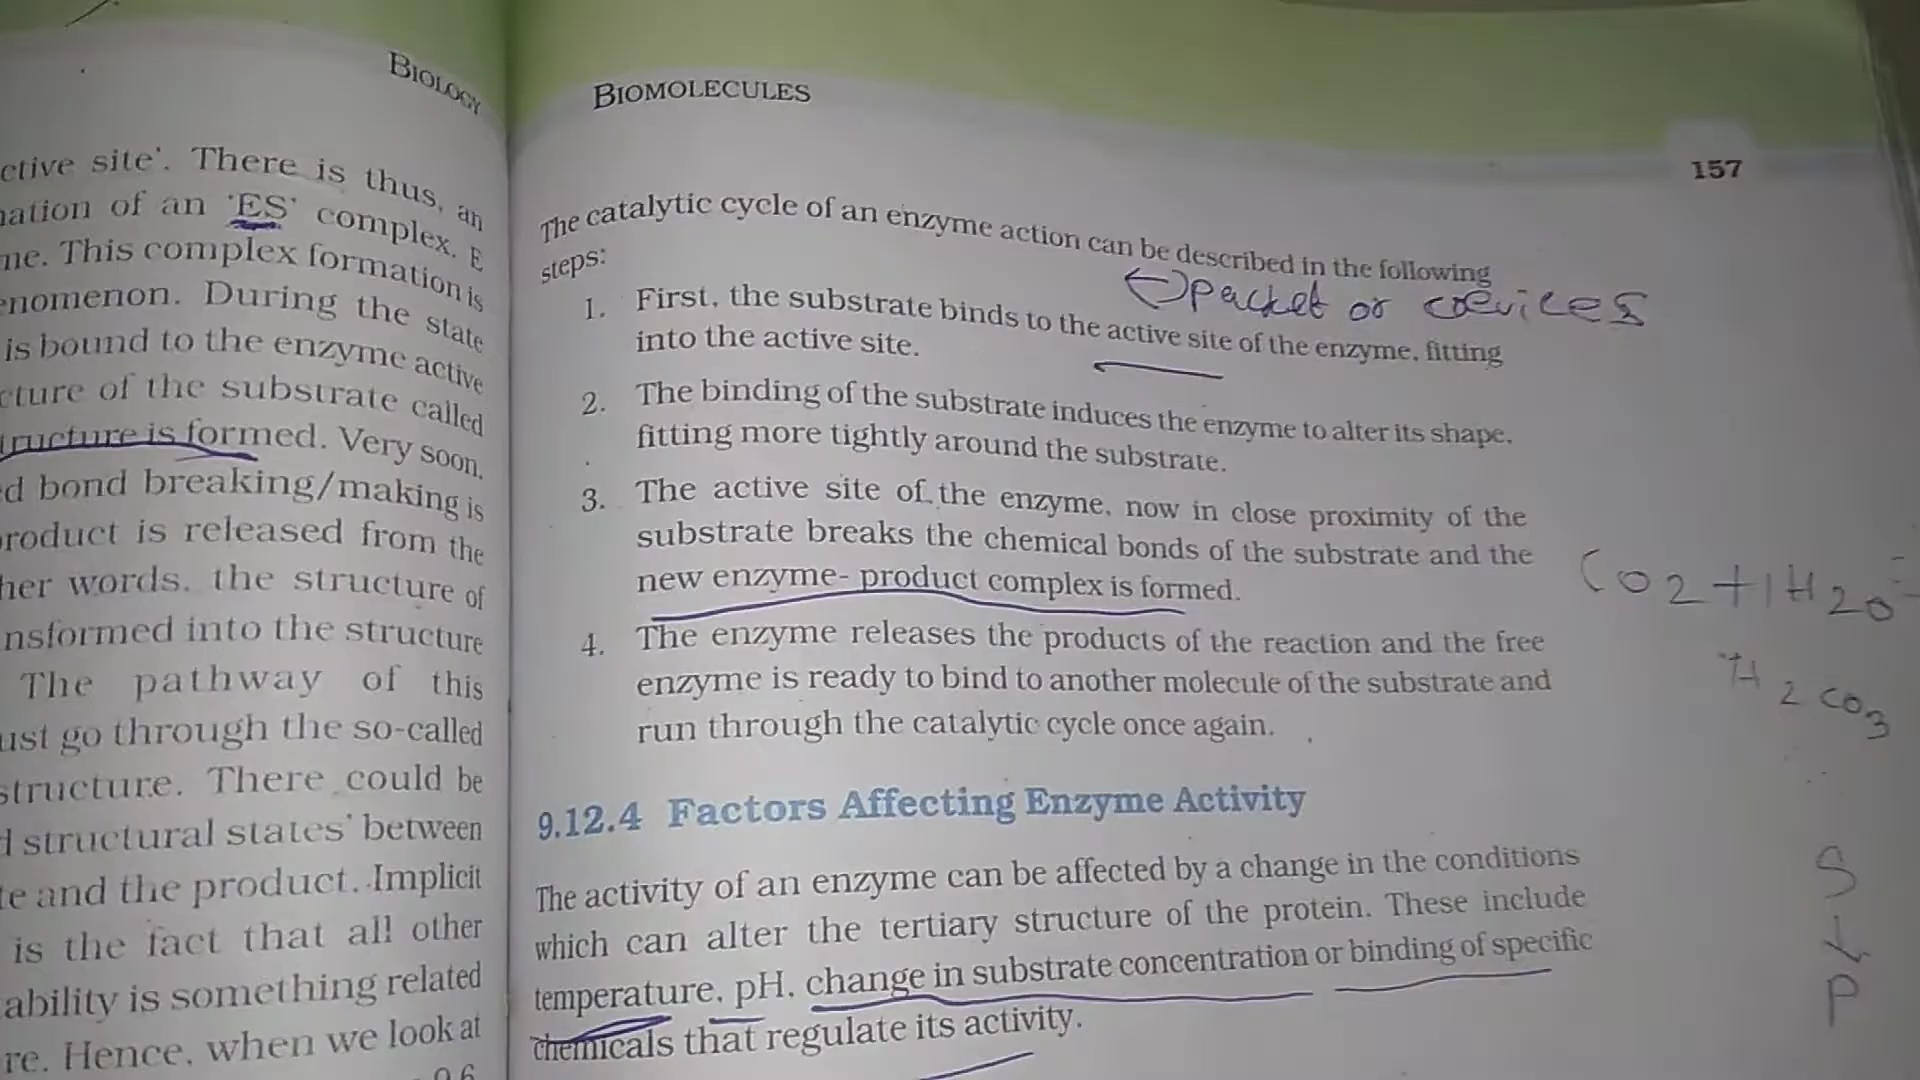 BIOLOGY
ctive site'. There is thus, an
ation of an 'ES' complex. E
me. This complex formation is
enomenon. During the state
is bound to the enzyme active
cture of the substrate called
tructure is formed. Very soon,
d bond breaking/making is
product is released from the
her words, the structure of
nsformed into the structure
The pathway of this
ust go through the so-called
structure. There could be
d structural states' between
te and the product. Implicit
is the fact that all other
ability is something related
re. Hence, when we look at
BIOMOLECULES
157
The catalytic cycle of an enzyme action can be described in the following
steps:
packet or crevices
1. First, the substrate binds to the active site of the enzyme, fitting
into the active site.
2. The binding of the substrate induces the enzyme to alter its shape,
fitting more tightly around the substrate.
3. The active site of the enzyme, now in close proximity of the
substrate breaks the chemical bonds of the substrate and the
new enzyme- product complex is formed.
4. The enzyme releases the products of the reaction and the free
enzyme is ready to bind to another molecule of the substrate and
run through the catalytic cycle once again.
CO2 + H2O
H2CO3
9.12.4 Factors Affecting Enzyme Activity
The activity of an enzyme can be affected by a change in the conditions
which can alter the tertiary structure of the protein. These include
temperature, pH, change in substrate concentration or binding of specific
chemicals that regulate its activity.
S
↓
P